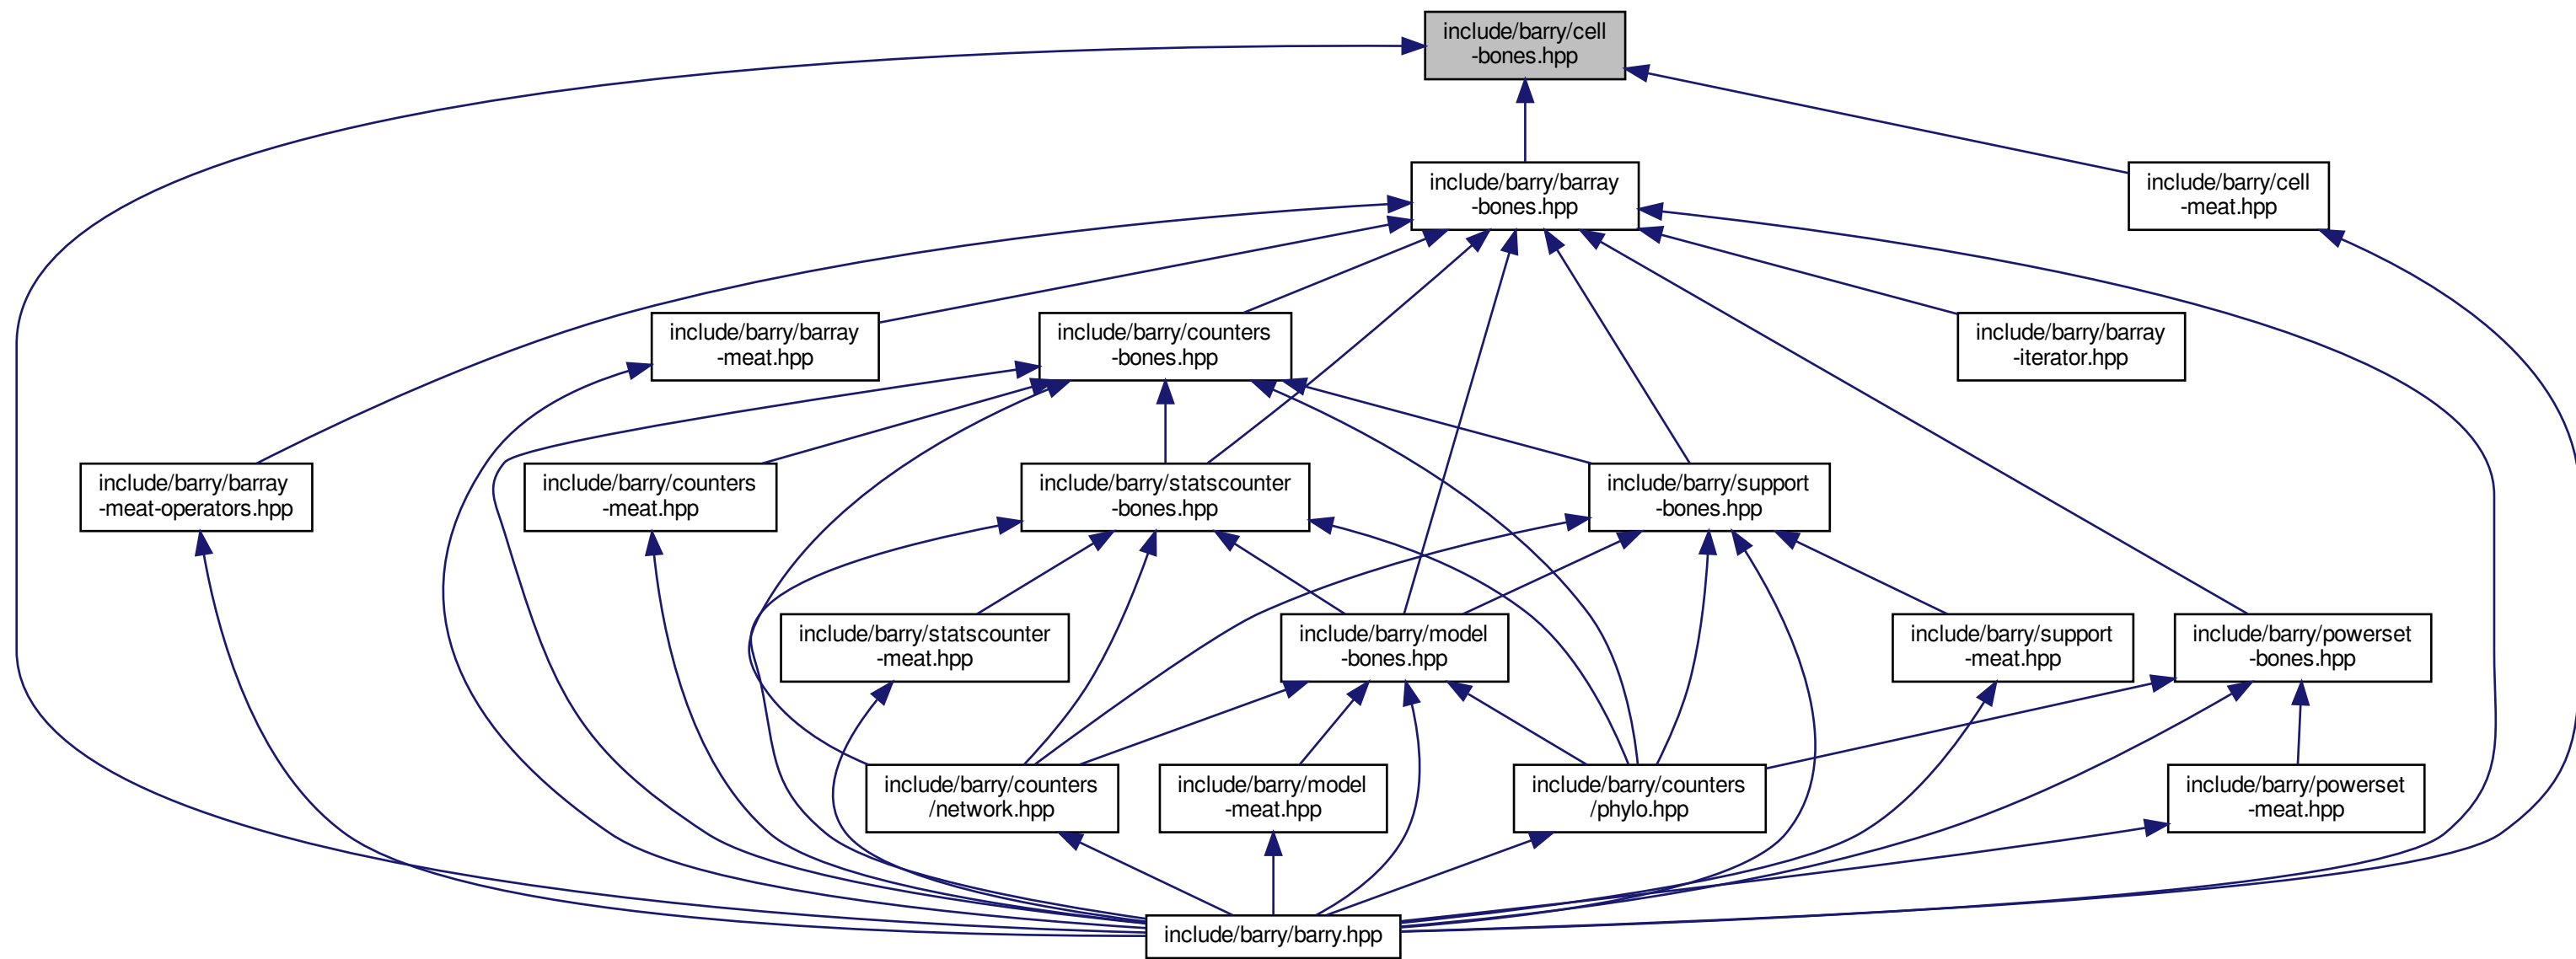 include/barry/cell
-bones.hpp
include/barry/barray
-bones.hpp
include/barry/cell
-meat.hpp
include/barry/barray
-meat.hpp
include/barry/counters
-bones.hpp
include/barry/barray
-iterator.hpp
include/barry/barray
-meat-operators.hpp
include/barry/counters
-meat.hpp
include/barry/statscounter
-bones.hpp
include/barry/support
-bones.hpp
include/barry/statscounter
-meat.hpp
include/barry/model
-bones.hpp
include/barry/support
-meat.hpp
include/barry/powerset
-bones.hpp
include/barry/counters
/network.hpp
include/barry/model
-meat.hpp
include/barry/counters
/phylo.hpp
include/barry/powerset
-meat.hpp
include/barry/barry.hpp